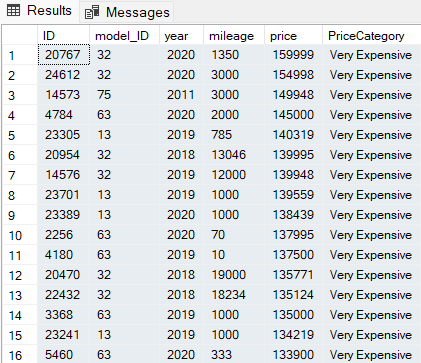 Results Messages
ID model_ID year mileage price PriceCategory
1 20767 32 2020 1350 159999 Very Expensive
2 24612 32 2020 3000 154998 Very Expensive
3 14573 75 2011 3000 149948 Very Expensive
4 4784 63 2020 2000 145000 Very Expensive
5 23305 13 2019 785 140319 Very Expensive
6 20954 32 2018 13046 139995 Very Expensive
7 14576 32 2019 12000 139948 Very Expensive
8 23701 13 2019 1000 139559 Very Expensive
9 23389 13 2020 1000 138439 Very Expensive
10 2256 63 2020 70 137995 Very Expensive
11 4180 63 2019 10 137500 Very Expensive
12 20470 32 2018 19000 135771 Very Expensive
13 22432 32 2018 18234 135124 Very Expensive
14 3368 63 2019 1000 135000 Very Expensive
15 23241 13 2019 1000 134219 Very Expensive
16 5460 63 2020 333 133900 Very Expensive